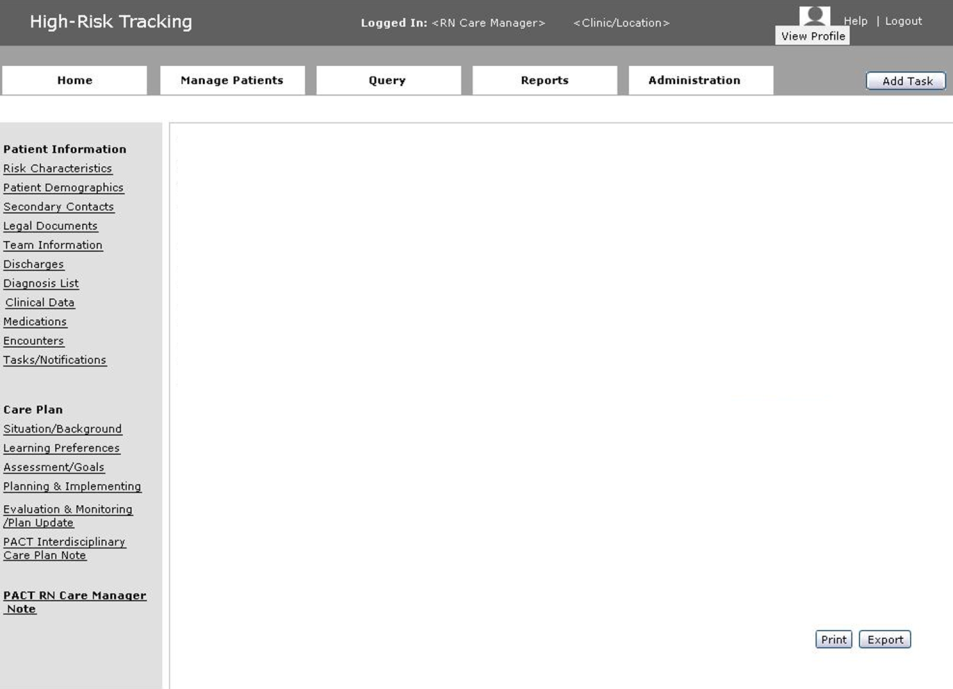 High-Risk Tracking
Logged In: <RN Care Manager> <Clinic/Location>
Help | Logout
View Profile
Home Manage Patients Query Reports Administration
Add Task
Patient Information
Risk Characteristics
Patient Demographics
Secondary Contacts
Legal Documents
Team Information
Discharges
Diagnosis List
Clinical Data
Medications
Encounters
Tasks/Notifications
Care Plan
Situation/Background
Learning Preferences
Assessment/Goals
Planning & Implementing
Evaluation & Monitoring
/Plan Update
PACT Interdisciplinary
Care Plan Note
PACT RN Care Manager
Note
Print Export